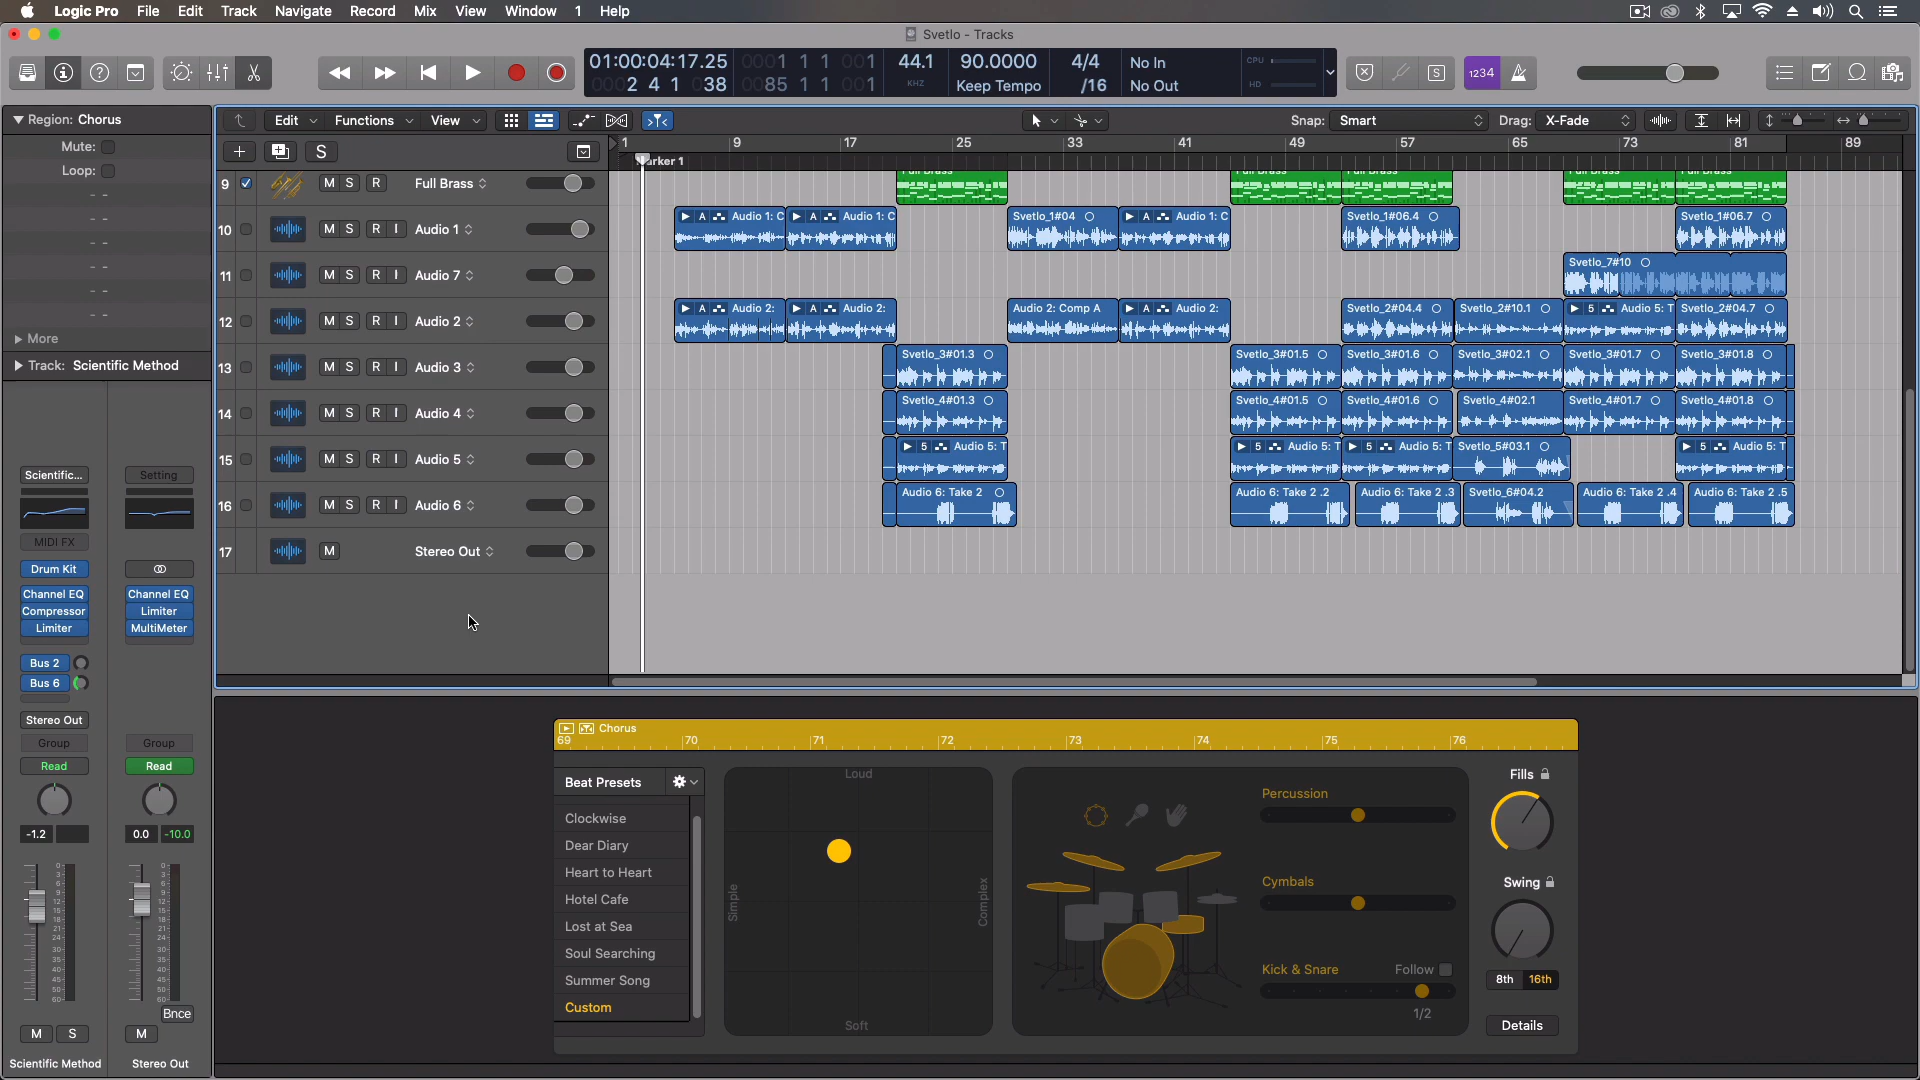 Logic Pro File Edit Track Navigate Record Mix View Window 1 Help
Svetlo - Tracks
01:00:04:17.25 0001 1 1 001 44.1 90.0000 4/4 No In CPU
0002 4 1 038 0085 1 1 001 KHZ Keep Tempo /16 No Out HD
1234
Region: Chorus
Mute:
Loop:
More
Track: Scientific Method
Edit Functions View Snap: Smart Drag: X-Fade
S
1 9 17 25 33 41 49 57 65 73 81 89
arker 1
9 M S R Full Brass
10 M S R I Audio 1
11 M S R I Audio 7
12 M S R I Audio 2
13 M S R I Audio 3
14 M S R I Audio 4
15 M S R I Audio 5
16 M S R I Audio 6
17 M Stereo Out
A Audio 1: C A Audio 1: C Svetlo_1#04 A Audio 1: C Svetlo_1#06.4 Svetlo_1#06.7
Svetlo_7#10
A Audio 2: A Audio 2: Audio 2: Comp A A Audio 2: Svetlo_2#04.4 Svetlo_2#10.1 5 Audio 5: T Svetlo_2#04.7
Svetlo_3#01.3 Svetlo_3#01.5 Svetlo_3#01.6 Svetlo_3#02.1 Svetlo_3#01.7 Svetlo_3#01.8
Svetlo_4#01.3 Svetlo_4#01.5 Svetlo_4#01.6 Svetlo_4#02.1 Svetlo_4#01.7 Svetlo_4#01.8
5 Audio 5: T 5 Audio 5: T 5 Audio 5: T Svetlo_5#03.1 5 Audio 5: T
Audio 6: Take 2 Audio 6: Take 2 .2 Audio 6: Take 2 .3 Svetlo_6#04.2 Audio 6: Take 2 .4 Audio 6: Take 2 .5
Scientific... Setting
MIDI FX
Drum Kit
Channel EQ Channel EQ
Compressor Limiter
Limiter MultiMeter
Bus 2
Bus 6
Stereo Out
Group Group
Read Read
-1.2 0.0 -10.0
Bnce
M S M
Scientific Method Stereo Out
Chorus
69 70 71 72 73 74 75 76
Beat Presets
Clockwise
Dear Diary
Heart to Heart
Hotel Cafe
Lost at Sea
Soul Searching
Summer Song
Custom
Loud
Simple
Complex
Soft
Percussion
Cymbals
Kick & Snare Follow
1/2
Fills
Swing
8th 16th
Details